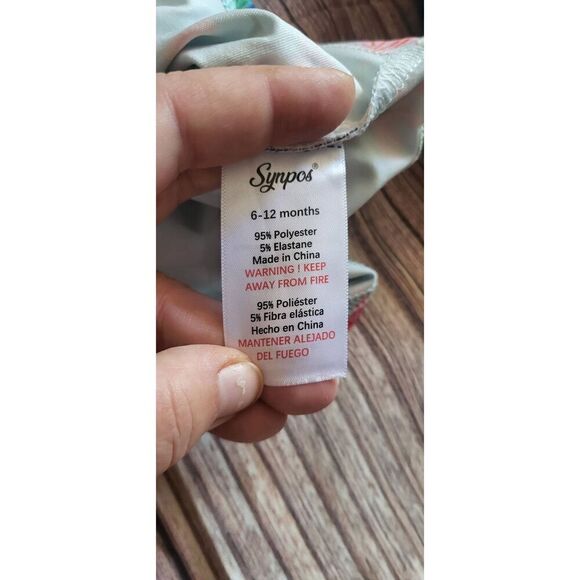 Synpos®
6-12 months
95% Polyester
5% Elastane
Made in China
WARNING ! KEEP
AWAY FROM FIRE
95% Poliéster
5% Fibra elástica
Hecho en China
MANTENER ALEJADO
DEL FUEGO